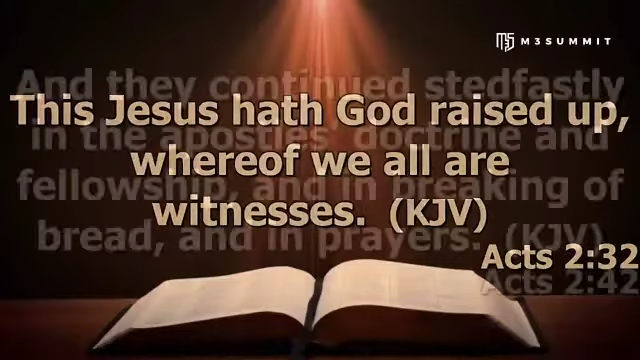 M3SUMMIT
And they continued stedfastly
This Jesus hath God raised up,
in the apostles' doctrine and
whereof we all are
fellowship, and in breaking of
witnesses. (KJV)
bread, and in prayers. (KJV)
Acts 2:32
Acts 2:42